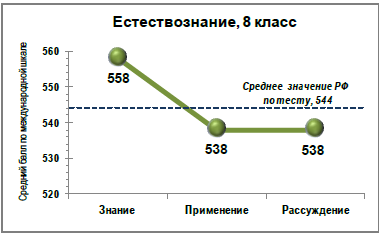 Естествознание, 8 класс
Средний балл по международной шкале
560
550
540
530
520
558
Среднее значение РФ
по тесту, 544
538
538
Знание
Применение
Рассуждение